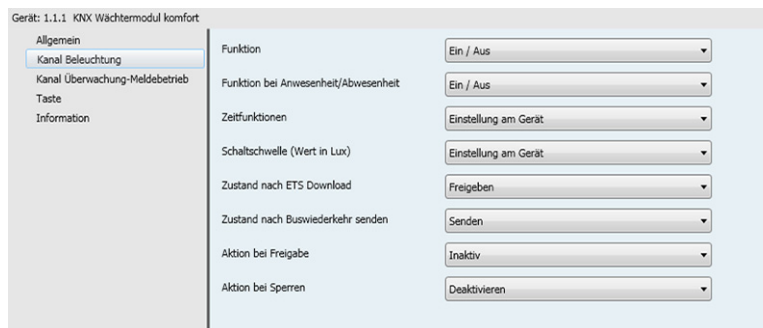 Gerät: 1.1.1 KNX Wächtermodul komfort
Allgemein
Kanal Beleuchtung
Kanal Überwachung-Meldebetrieb
Taste
Information
Funktion Ein / Aus
Funktion bei Anwesenheit/Abwesenheit Ein / Aus
Zeitfunktionen Einstellung am Gerät
Schaltschwelle (Wert in Lux) Einstellung am Gerät
Zustand nach ETS Download Freigeben
Zustand nach Buswiederkehr senden Senden
Aktion bei Freigabe Inaktiv
Aktion bei Sperren Deaktivieren